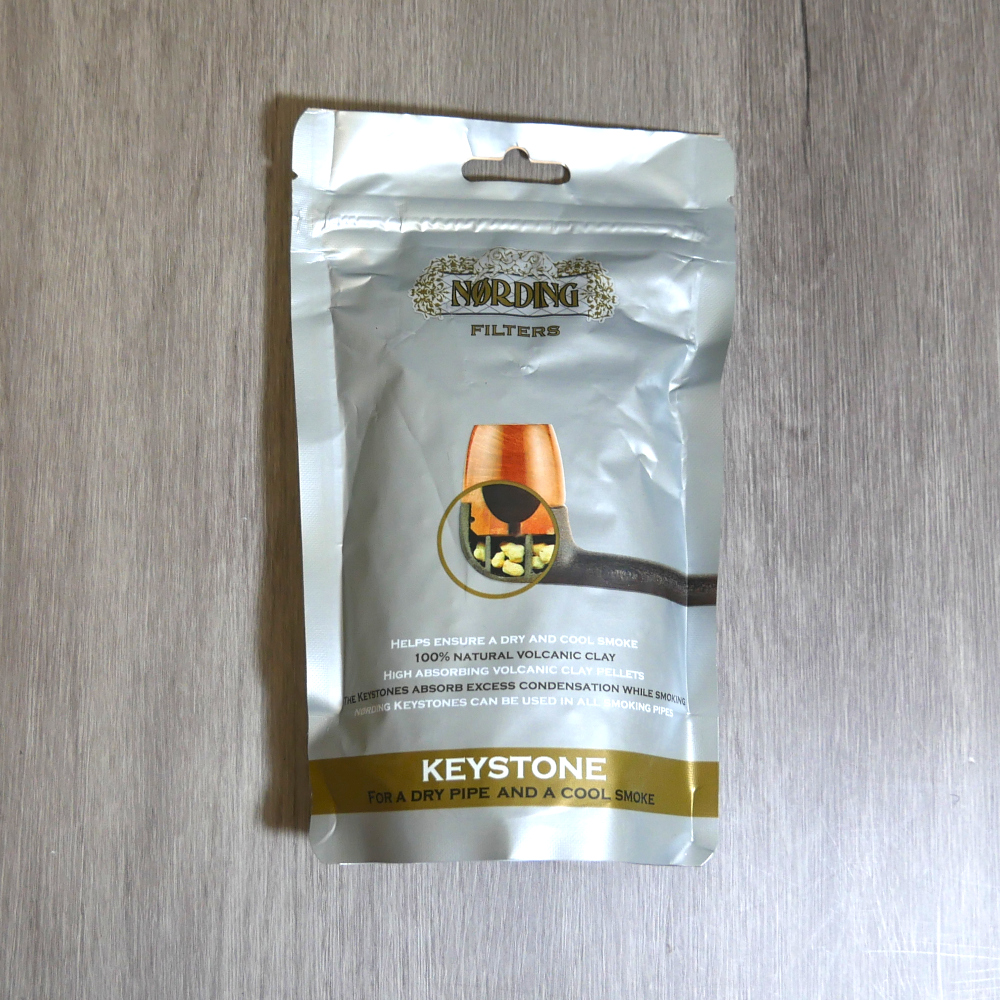 NØRDING
FILTERS
HELPS ENSURE A DRY AND COOL SMOKE
100% NATURAL VOLCANIC CLAY
HIGH ABSORBING VOLCANIC CLAY PELLETS
THE KEYSTONES ABSORB EXCESS CONDENSATION WHILE SMOKING
NØRDING KEYSTONES CAN BE USED IN ALL SMOKING PIPES
KEYSTONE
FOR A DRY PIPE AND A COOL SMOKE